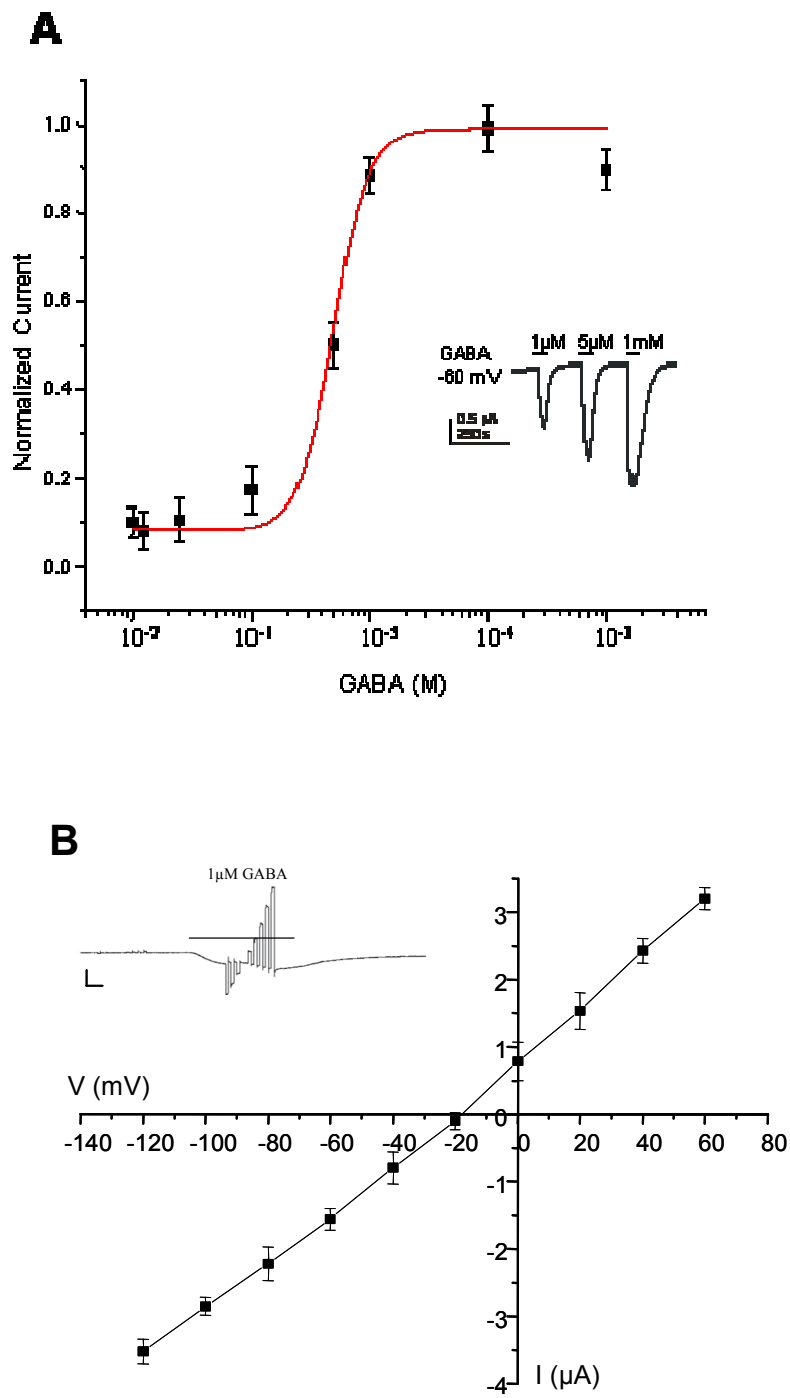 A
1.0
0.8
0.6
0.4
0.2
0.0
Normalized Current
GABA
-60 mV
1µM 5µM 1mM
0.5 µA
250s
10⁻² 10⁻¹ 10⁻³ 10⁻⁴ 10⁻³
GABA (M)
B
1µM GABA
V (mV)
3
2
1
0
-1
-2
-3
-4
-140 -120 -100 -80 -60 -40 -20 0 20 40 60 80
I (µA)